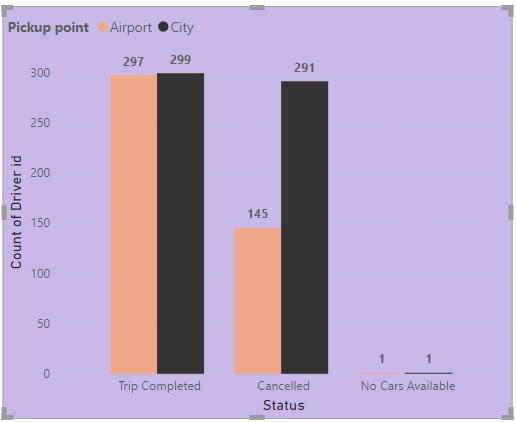 Pickup point Airport City
297 299
291
145
1 1
300
250
200
150
100
50
0
Count of Driver id
Trip Completed Cancelled No Cars Available
Status